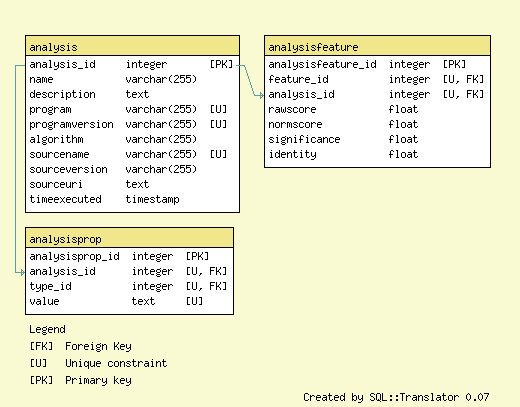 analysis
analysis_id integer [PK]
name varchar(255)
description text
program varchar(255) [U]
programversion varchar(255) [U]
algorithm varchar(255)
sourcename varchar(255) [U]
sourceversion varchar(255)
sourceuri text
timeexecuted timestamp
analysisfeature
analysisfeature_id integer [PK]
feature_id integer [U, FK]
analysis_id integer [U, FK]
rawscore float
normscore float
significance float
identity float
analysisprop
analysisprop_id integer [PK]
analysis_id integer [U, FK]
type_id integer [U, FK]
value text [U]
Legend
[FK] Foreign Key
[U] Unique constraint
[PK] Primary key
Created by SQL::Translator 0.07